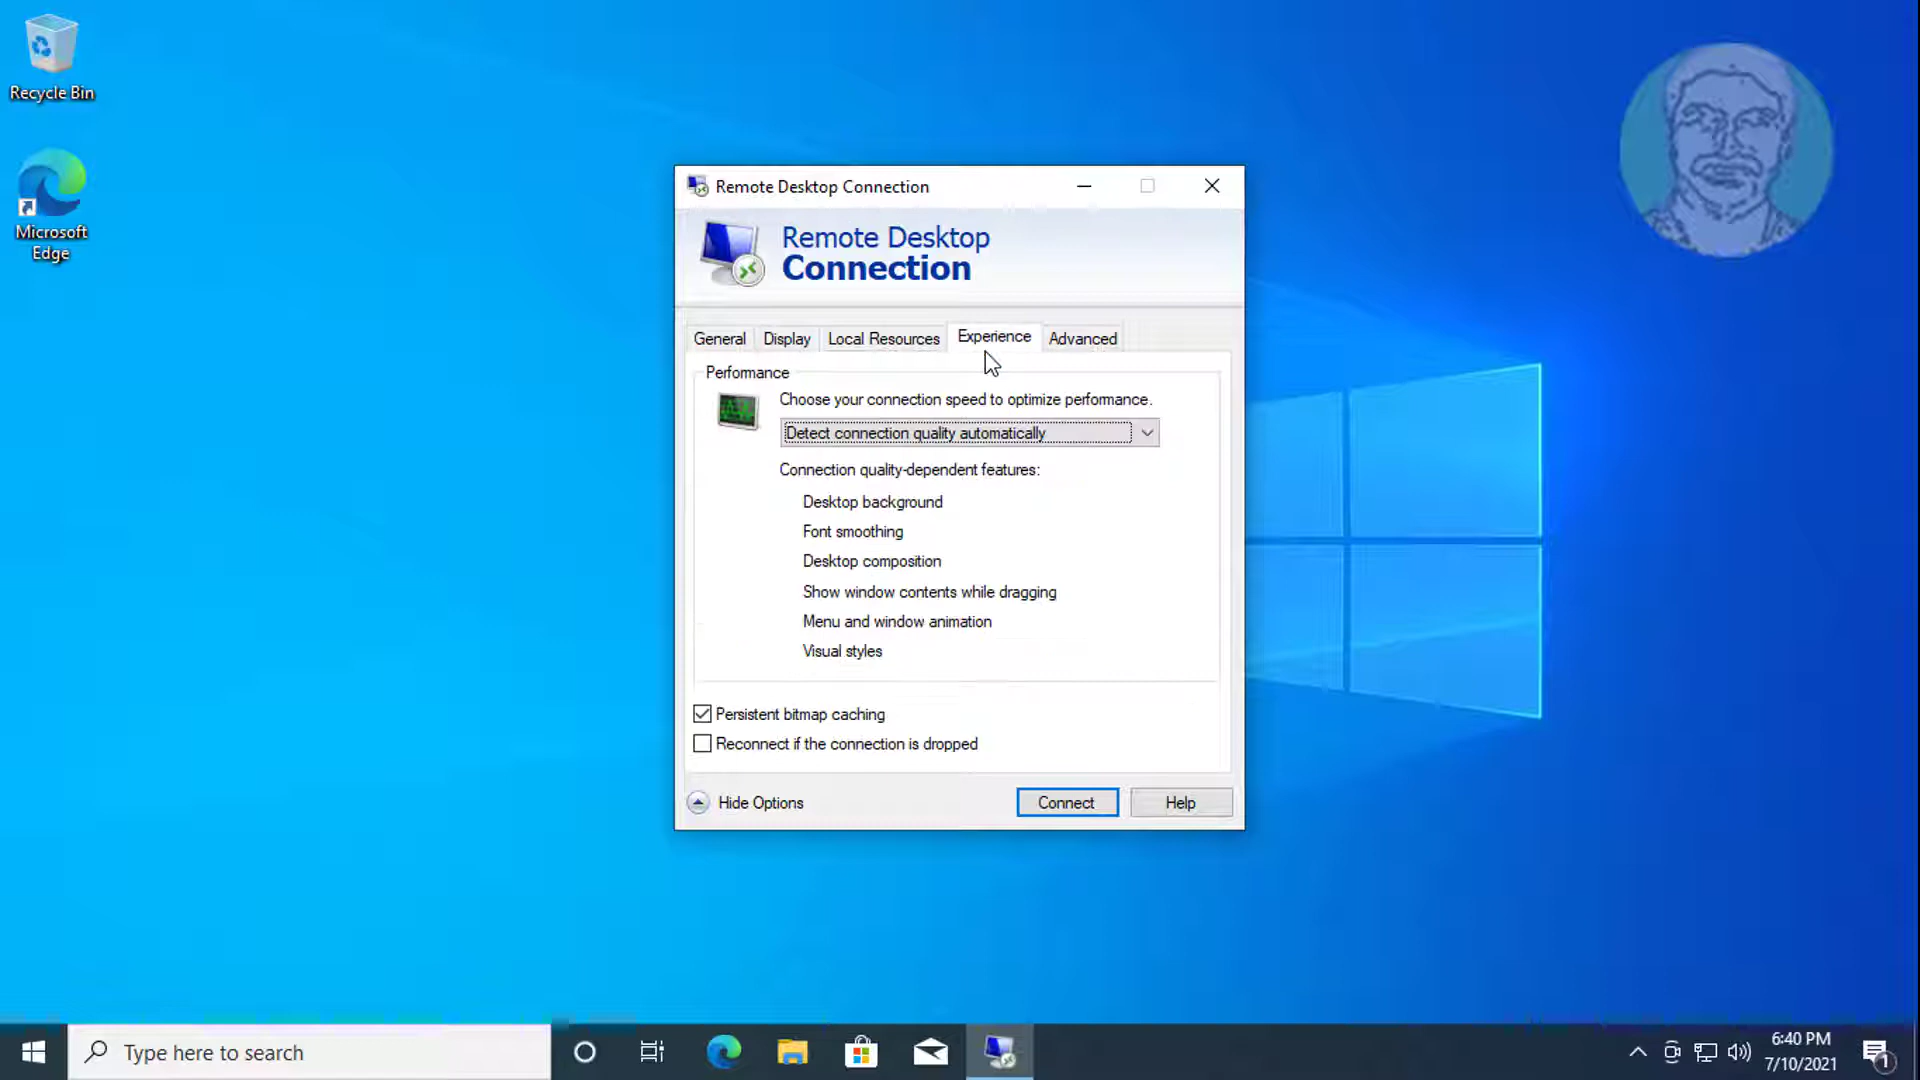 Recycle Bin
Microsoft
Edge
Remote Desktop Connection
Remote Desktop
Connection
General
Display
Local Resources
Experience
Advanced
Performance
Choose your connection speed to optimize performance.
Detect connection quality automatically
Connection quality-dependent features:
Desktop background
Font smoothing
Desktop composition
Show window contents while dragging
Menu and window animation
Visual styles
Persistent bitmap caching
Reconnect if the connection is dropped
Hide Options
Connect
Help
Type here to search
6:40 PM
7/10/2021
1